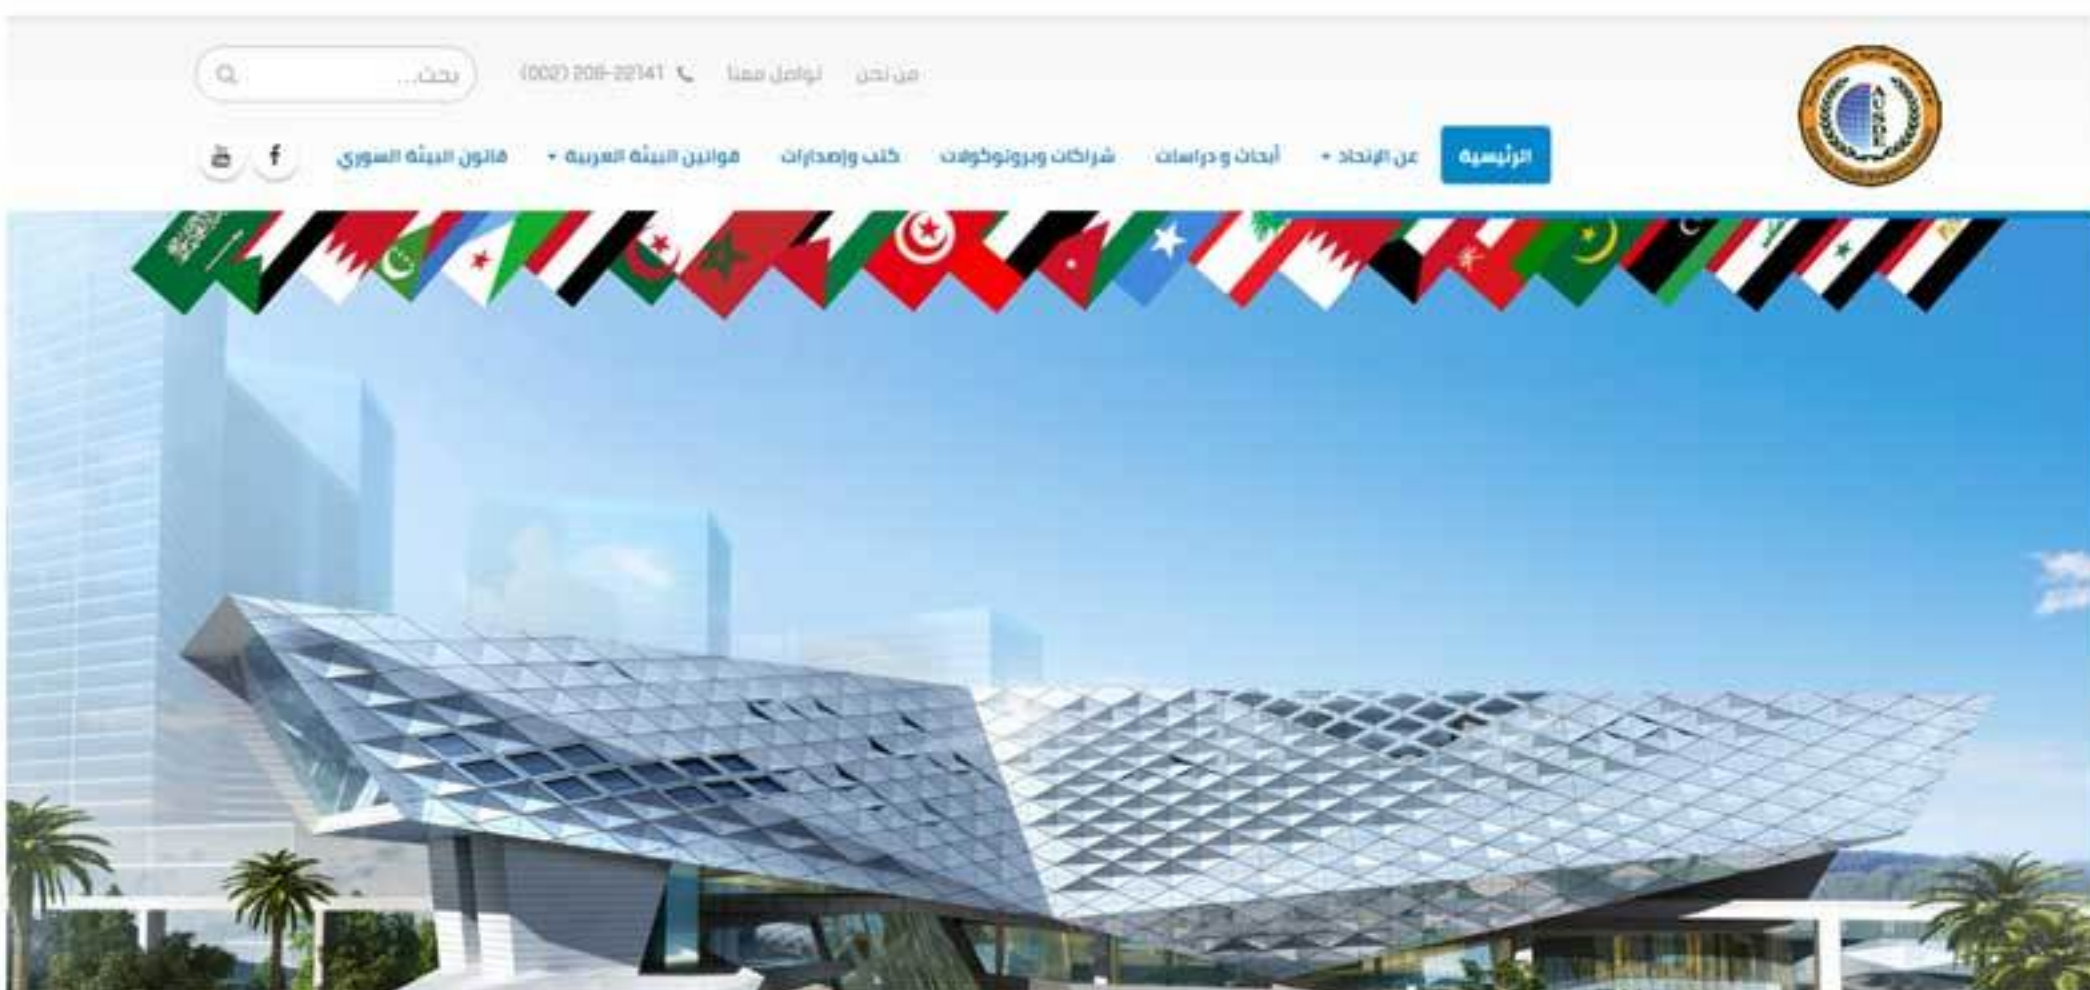 من نحن تواصل معنا (002) 208-22141 بحث...
الرئيسية عن الإتحاد أبحاث و دراسات شراكات وبروتوكولات كتب وإصدارات قوانين البيئة العربية قانون البيئة السوري
AUSDE